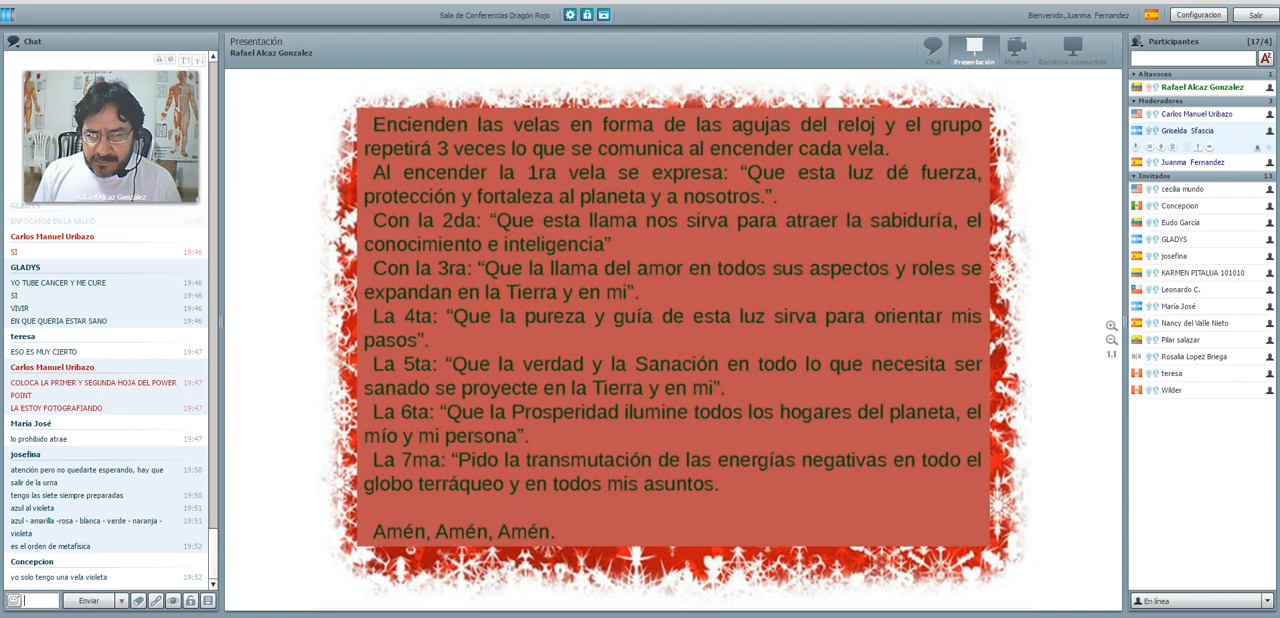 Sala de Conferencias Dragón Rojo
Bienvenido,Juanma Fernandez
Configuracion
Salir
Chat
Rafael Alcaz González
GLADYS
ENFOCARSE EN LA SALUD 19:45
Carlos Manuel Uribazo
SI 19:46
GLADYS
YO TUBE CANCER Y ME CURE 19:46
SI 19:46
VIVIR 19:46
EN QUE QUERIA ESTAR SANO 19:46
teresa
ESO ES MUY CIERTO 19:47
Carlos Manuel Uribazo
COLOCA LA PRIMER Y SEGUNDA HOJA DEL POWER 19:47
POINT
LA ESTOY FOTOGRAFIANDO 19:47
María José
lo prohibido atrae 19:47
josefina
atención pero no quedarte esperando, hay que 19:50
salir de la urna
tengo las siete siempre preparadas 19:50
azul al violeta 19:51
azul - amarilla -rosa - blanca - verde - naranja - 19:51
violeta
es el orden de metafisica 19:52
Concepcion
yo solo tengo una vela violeta 19:52
Enviar
Presentación
Rafael Alcaz Gonzalez
Chat
Presentación
Mostrar
Escritorio compartido
Encienden las velas en forma de las agujas del reloj y el grupo
repetirá 3 veces lo que se comunica al encender cada vela.
Al encender la 1ra vela se expresa: “Que esta luz dé fuerza,
protección y fortaleza al planeta y a nosotros.”.
Con la 2da: “Que esta llama nos sirva para atraer la sabiduría, el
conocimiento e inteligencia”
Con la 3ra: “Que la llama del amor en todos sus aspectos y roles se
expandan en la Tierra y en mi”.
La 4ta: “Que la pureza y guía de esta luz sirva para orientar mis
pasos”.
La 5ta: “Que la verdad y la Sanación en todo lo que necesita ser
sanado se proyecte en la Tierra y en mi”.
La 6ta: “Que la Prosperidad ilumine todos los hogares del planeta, el
mío y mi persona”.
La 7ma: “Pido la transmutación de las energías negativas en todo el
globo terráqueo y en todos mis asuntos.
Amén, Amén, Amén.
1.1
Participantes [17/4]
Altavoces 1
Rafael Alcaz Gonzalez
Moderadores 3
Carlos Manuel Uribazo
Griselda Sfascia
Juanma Fernandez
Invitados 13
cecilia mundo
Concepcion
Eudo García
GLADYS
josefina
KARMEN PITALUA 101010
Leonardo C.
María José
Nancy del Valle Nieto
Pilar salazar
N/A Rosalia Lopez Briega
teresa
Wilder
En línea